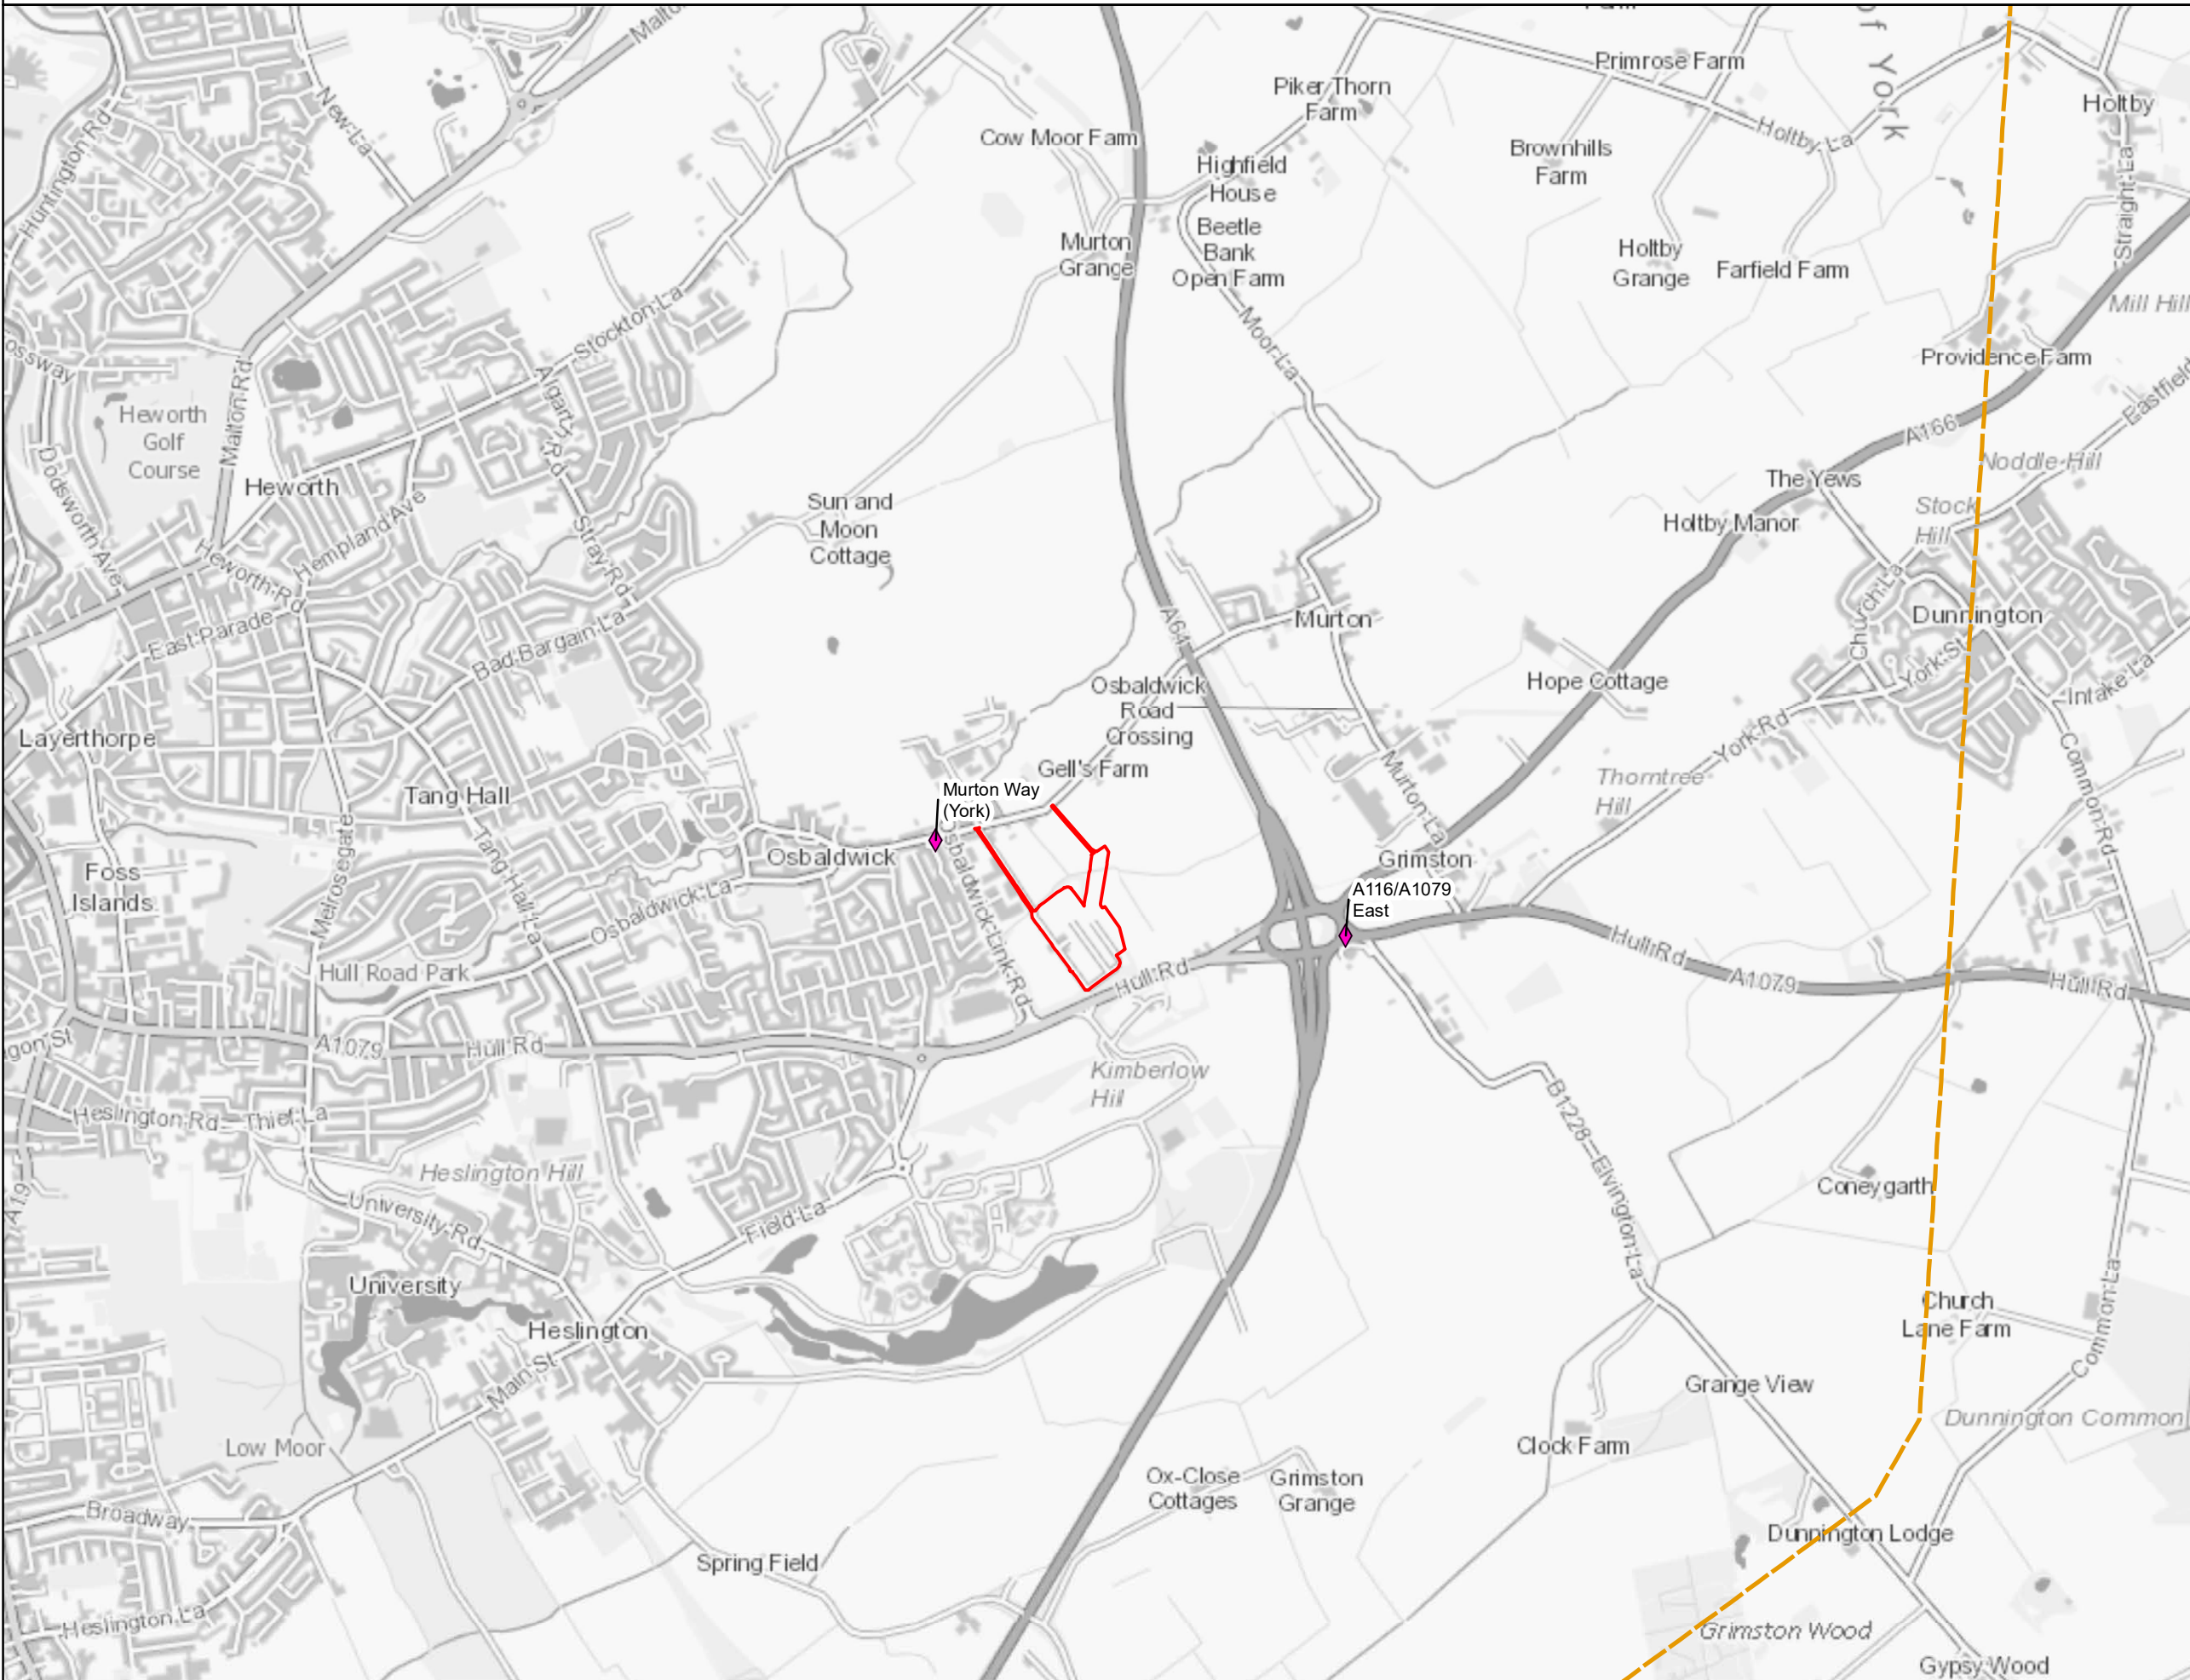 Malto
of York
Primrose Farm
Piker Thorn
Farm
Holtby
New-La
Huntington Rd
Cow Moor Farm
Holtby-La
Brownhills
Farm
Highfield
House
Straight-La
Beetle
Bank
Open Farm
Murton
Grange
Holtby
Grange
Farfield Farm
Mill Hill
Stockton-La
Moor-La
ossway
Providence Farm
Malton-Rd
Algarth Rd
Eastfield
Heworth
Golf
Course
A166
Dodsworth Ave
Noddle-Hill
Heworth
The Yews
Hempland Ave
Sun and
Moon
Cottage
Stock
Hill
Holtby Manor
Stray-Rd
Heworth-Rd
Church-La
A64
Murton
Dunnington
East-Parade
Bad-Bargain-La
York-St
Osbaldwick
Road
Crossing
Hope Cottage
Intake-La
Layerthorpe
York-Rd
Gell's Farm
Murton-La
Thorntree
Hill
Common-Rd
Tang Hall
Murton Way
(York)
Melrosegate
Tang Hall-La
Osbaldwick
Osbaldwick-Link-Rd
Grimston
Foss
Islands
A116/A1079
East
Osbaldwick-La
Hull-Rd
Hull Road Park
Hull-Rd
A1079
Hull-Rd
gon St
A1079
Hull-Rd
Kimberlow
Hill
Heslington-Rd
Thief-La
B1228
Elvington-La
Heslington Hill
A19
University-Rd
Field-La
Coneygarth
University
Church
Lane Farm
Heslington
Common-La
Main St
Grange View
Dunnington Common
Low Moor
Clock Farm
Ox-Close
Cottages
Grimston
Grange
Broadway
Dunnington Lodge
Spring Field
Heslington-La
Grimston Wood
Gypsy Wood